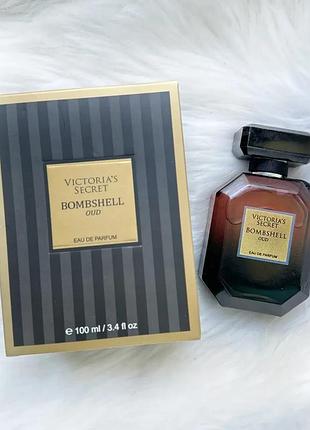 VICTORIA'S
SECRET
BOMBSHELL
OUD
EAU DE PARFUM
e 100 ml / 3.4 fl oz
VICTORIA'S
SECRET
BOMBSHELL
OUD
EAU DE PARFUM